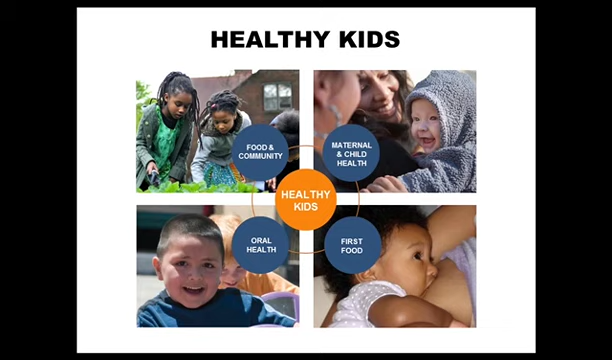 HEALTHY KIDS
FOOD &
COMMUNITY
MATERNAL
& CHILD
HEALTH
HEALTHY
KIDS
ORAL
HEALTH
FIRST
FOOD